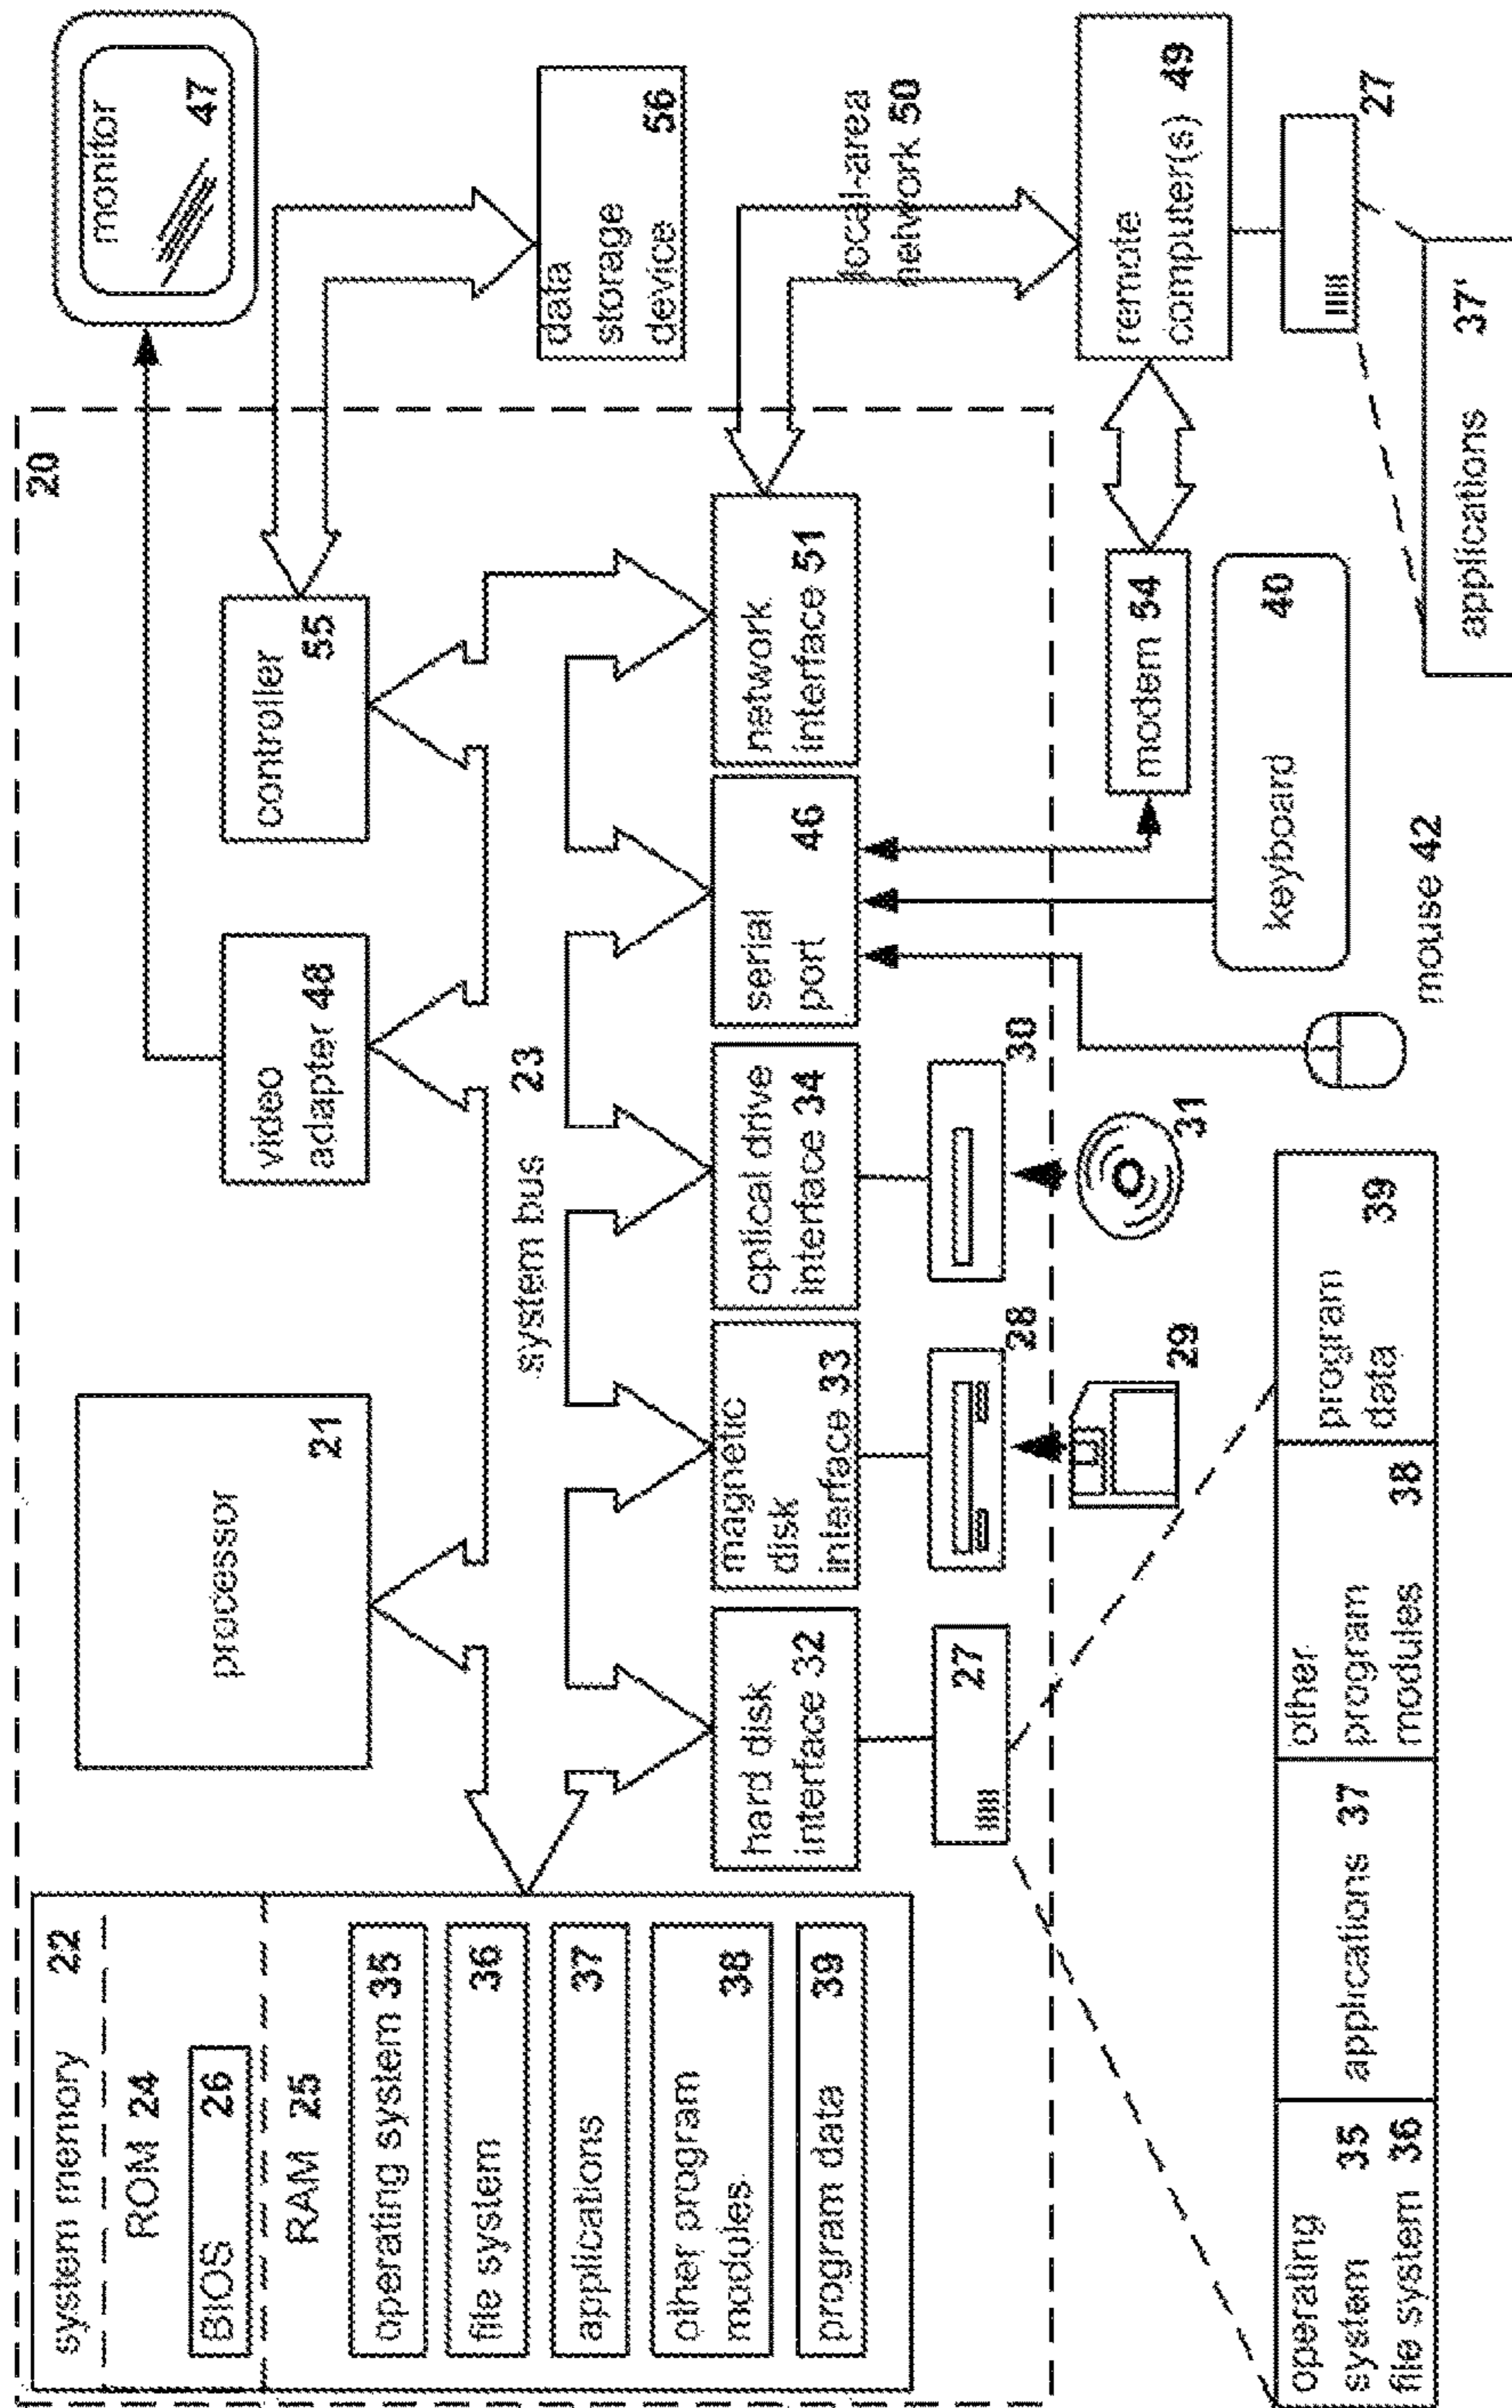 20
system memory 22
ROM 24
BIOS 26
RAM 25
operating system 35
file system 36
applications 37
other program
modules 38
program data 39
processor
21
video
adapter 48
controller
55
monitor
47
system bus 23
data
storage
device 56
hard disk
interface 32
magnetic
disk
interface 33
optical drive
interface 34
serial
port 46
network
interface 51
local-area
network 50
27
28
30
29
31
modem 54
remote
computer(s) 49
keyboard 40
mouse 42
27
operating
system 35
file system 36
applications 37
other
program
modules 38
program
data 39
applications 37'